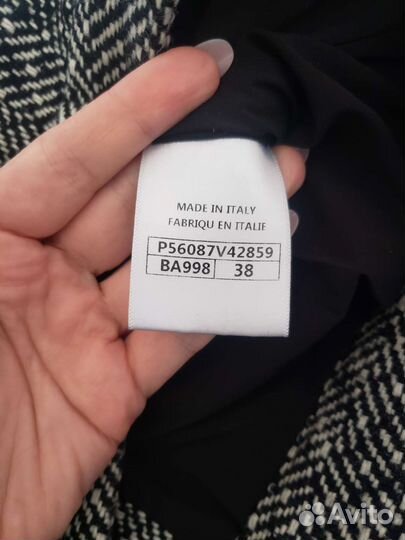 MADE IN ITALY
FABRIQU EN ITALIE
P56087V42859
BA998 38
Avito